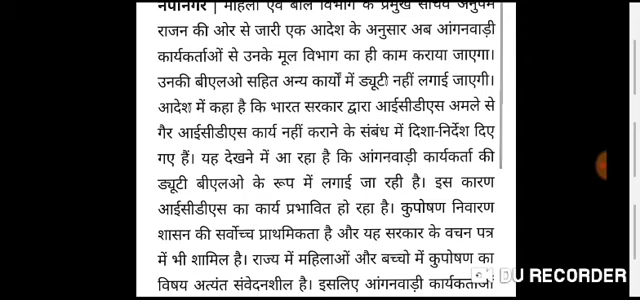 नेपानगर | महिला एवं बाल विभाग के प्रमुख सचिव अनुपम
राजन की ओर से जारी एक आदेश के अनुसार अब आंगनवाड़ी
कार्यकर्ताओं से उनके मूल विभाग का ही काम कराया जाएगा।
उनकी बीएलओ सहित अन्य कार्यों में ड्यूटी नहीं लगाई जाएगी।
आदेश में कहा है कि भारत सरकार द्वारा आईसीडीएस अमले से
गैर आईसीडीएस कार्य नहीं कराने के संबंध में दिशा-निर्देश दिए
गए हैं। यह देखने में आ रहा है कि आंगनवाड़ी कार्यकर्ता की
ड्यूटी बीएलओ के रूप में लगाई जा रही है। इस कारण
आईसीडीएस का कार्य प्रभावित हो रहा है। कुपोषण निवारण
शासन की सर्वोच्च प्राथमिकता है और यह सरकार के वचन पत्र
में भी शामिल है। राज्य में महिलाओं और बच्चो में कुपोषण का
विषय अत्यंत संवेदनशील है। इसलिए आंगनवाड़ी कार्यकर्ताओं
DU RECORDER